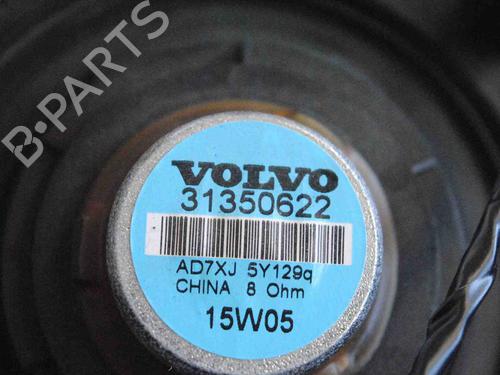 B-PARTS
VOLVO
31350622
AD7XJ 5Y129q
CHINA 8 Ohm
15W05